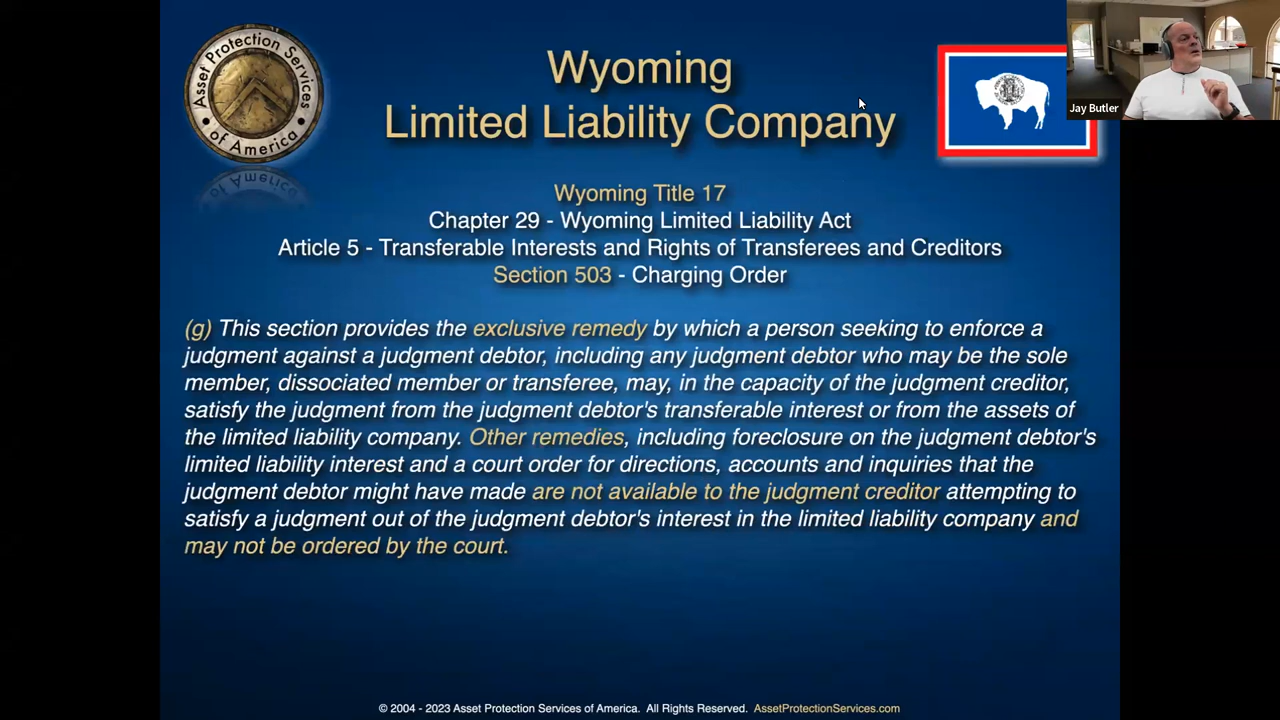 Asset Protection Services
of America
Wyoming
Limited Liability Company
Jay Butler
Wyoming Title 17
Chapter 29 - Wyoming Limited Liability Act
Article 5 - Transferable Interests and Rights of Transferees and Creditors
Section 503 - Charging Order
(g) This section provides the exclusive remedy by which a person seeking to enforce a
judgment against a judgment debtor, including any judgment debtor who may be the sole
member, dissociated member or transferee, may, in the capacity of the judgment creditor,
satisfy the judgment from the judgment debtor's transferable interest or from the assets of
the limited liability company. Other remedies, including foreclosure on the judgment debtor's
limited liability interest and a court order for directions, accounts and inquiries that the
judgment debtor might have made are not available to the judgment creditor attempting to
satisfy a judgment out of the judgment debtor's interest in the limited liability company and
may not be ordered by the court.
© 2004 - 2023 Asset Protection Services of America. All Rights Reserved. AssetProtectionServices.com